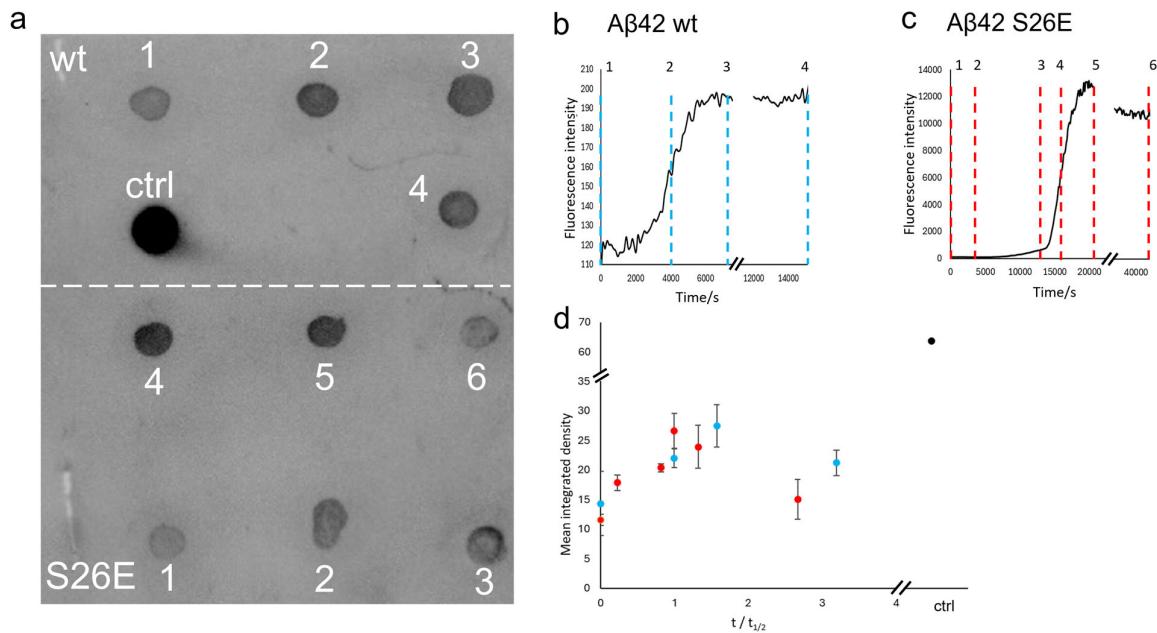 a
wt
1
2
3
ctrl
4
4
5
6
S26E
1
2
3
b
Aβ42 wt
1 2 3 4
Fluorescence intensity
210
200
190
180
170
160
150
140
130
120
110
0 2000 4000 6000 12000 14000
Time/s
c
Aβ42 S26E
1 2 3 4 5 6
Fluorescence intensity
14000
12000
10000
8000
6000
4000
2000
0
0 5000 10000 15000 20000 40000
Time/s
d
Mean integrated density
70
60
50
35
30
25
20
15
10
5
0
0 1 2 3 4 ctrl
t / t1/2